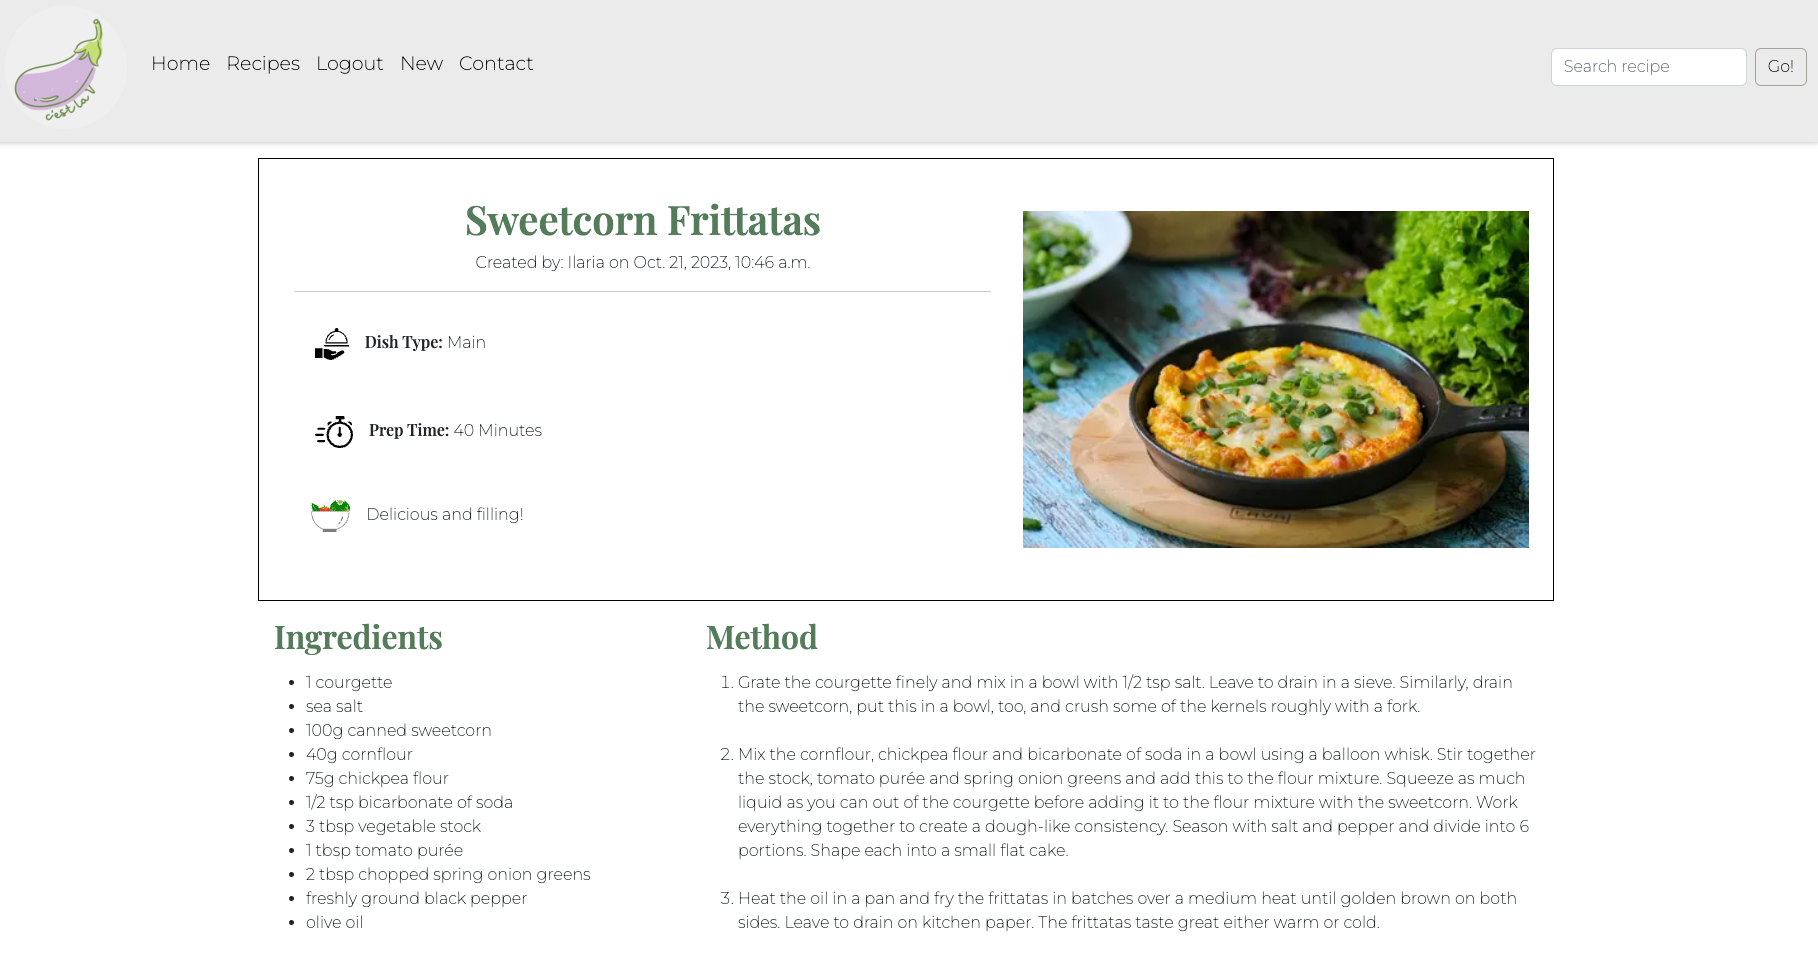 c'est la V
Home Recipes Logout New Contact
Search recipe Go!
Sweetcorn Frittatas
Created by: Ilaria on Oct. 21, 2023, 10:46 a.m.
Dish Type: Main
Prep Time: 40 Minutes
Delicious and filling!
LAVA
Ingredients
• 1 courgette
• sea salt
• 100g canned sweetcorn
• 40g cornflour
• 75g chickpea flour
• 1/2 tsp bicarbonate of soda
• 3 tbsp vegetable stock
• 1 tbsp tomato purée
• 2 tbsp chopped spring onion greens
• freshly ground black pepper
• olive oil
Method
1. Grate the courgette finely and mix in a bowl with 1/2 tsp salt. Leave to drain in a sieve. Similarly, drain
the sweetcorn, put this in a bowl, too, and crush some of the kernels roughly with a fork.
2. Mix the cornflour, chickpea flour and bicarbonate of soda in a bowl using a balloon whisk. Stir together
the stock, tomato purée and spring onion greens and add this to the flour mixture. Squeeze as much
liquid as you can out of the courgette before adding it to the flour mixture with the sweetcorn. Work
everything together to create a dough-like consistency. Season with salt and pepper and divide into 6
portions. Shape each into a small flat cake.
3. Heat the oil in a pan and fry the frittatas in batches over a medium heat until golden brown on both
sides. Leave to drain on kitchen paper. The frittatas taste great either warm or cold.